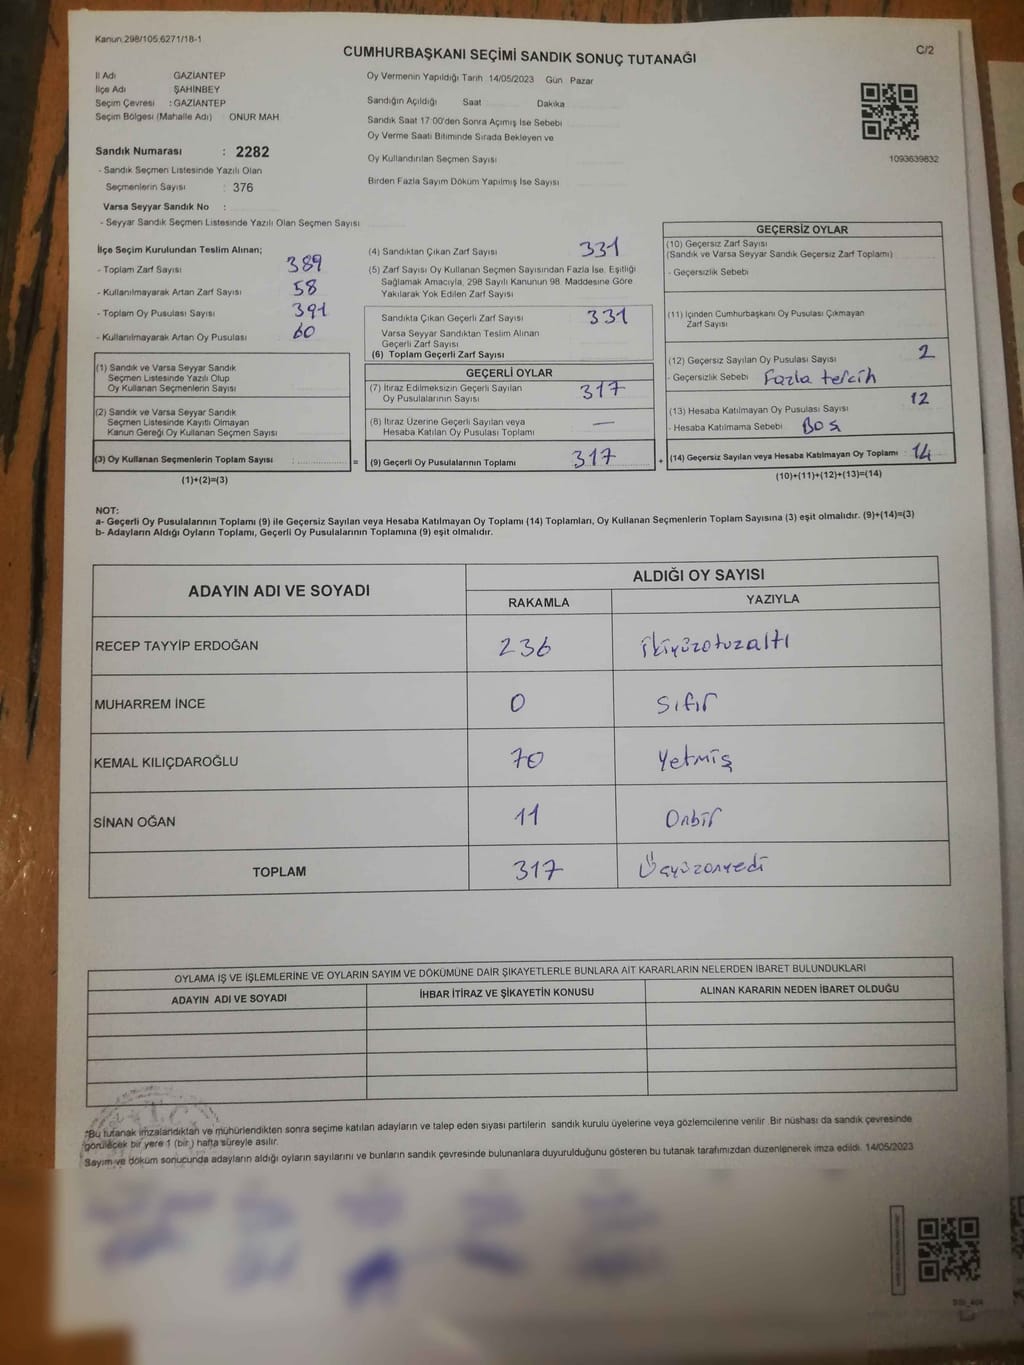 Kanun:298/105,6271/18-1
CUMHURBAŞKANI SEÇİMİ SANDIK SONUÇ TUTANAĞI
C/2
İl Adı GAZİANTEP
İlçe Adı ŞAHİNBEY
Seçim Çevresi : GAZİANTEP
Seçim Bölgesi (Mahalle Adı) ONUR MAH
Sandık Numarası : 2282
- Sandık Seçmen Listesinde Yazılı Olan
Seçmenlerin Sayısı : 376
Varsa Seyyar Sandık No :
- Seyyar Sandık Seçmen Listesinde Yazılı Olan Seçmen Sayısı
Oy Vermenin Yapıldığı Tarih 14/05/2023 Gün Pazar
Sandığın Açıldığı Saat Dakika
Sandık Saat 17:00'den Sonra Açılmış İse Sebebi
Oy Verme Saati Bitiminde Sırada Bekleyen ve
Oy Kullandırılan Seçmen Sayısı
Birden Fazla Sayım Döküm Yapılmış İse Sayısı
1093639832
İlçe Seçim Kurulundan Teslim Alınan;
- Toplam Zarf Sayısı 389
- Kullanılmayarak Artan Zarf Sayısı 58
- Toplam Oy Pusulası Sayısı 391
- Kullanılmayarak Artan Oy Pusulası 60
(1) Sandık ve Varsa Seyyar Sandık
Seçmen Listesinde Yazılı Olup
Oy Kullanan Seçmenlerin Sayısı
(2) Sandık ve Varsa Seyyar Sandık
Seçmen Listesinde Kayıtlı Olmayan
Kanun Gereği Oy Kullanan Seçmen Sayısı
(3) Oy Kullanan Seçmenlerin Toplam Sayısı : =
(1)+(2)=(3)
(4) Sandıktan Çıkan Zarf Sayısı 331
(5) Zarf Sayısı Oy Kullanan Seçmen Sayısından Fazla İse, Eşitliği
Sağlamak Amacıyla, 298 Sayılı Kanunun 98. Maddesine Göre
Yakılarak Yok Edilen Zarf Sayısı
Sandıkta Çıkan Geçerli Zarf Sayısı 331
Varsa Seyyar Sandıktan Teslim Alınan
Geçerli Zarf Sayısı
(6) Toplam Geçerli Zarf Sayısı
GEÇERLİ OYLAR
(7) İtiraz Edilmeksizin Geçerli Sayılan
Oy Pusulalarının Sayısı 317
(8) İtiraz Üzerine Geçerli Sayılan veya
Hesaba Katılan Oy Pusulası Toplamı —
(9) Geçerli Oy Pusulalarının Toplamı 317 +
GEÇERSİZ OYLAR
(10) Geçersiz Zarf Sayısı
(Sandık ve Varsa Seyyar Sandık Geçersiz Zarf Toplamı)
- Geçersizlik Sebebi
(11) İçinden Cumhurbaşkanı Oy Pusulası Çıkmayan
Zarf Sayısı
(12) Geçersiz Sayılan Oy Pusulası Sayısı 2
- Geçersizlik Sebebi Fazla tercih
(13) Hesaba Katılmayan Oy Pusulası Sayısı 12
- Hesaba Katılmama Sebebi Boş
(14) Geçersiz Sayılan veya Hesaba Katılmayan Oy Toplamı : 14
(10)+(11)+(12)+(13)=(14)
NOT:
a- Geçerli Oy Pusulalarının Toplamı (9) ile Geçersiz Sayılan veya Hesaba Katılmayan Oy Toplamı (14) Toplamları, Oy Kullanan Seçmenlerin Toplam Sayısına (3) eşit olmalıdır. (9)+(14)=(3)
b- Adayların Aldığı Oyların Toplamı, Geçerli Oy Pusulalarının Toplamına (9) eşit olmalıdır.
ADAYIN ADI VE SOYADI
ALDIĞI OY SAYISI
RAKAMLA YAZIYLA
RECEP TAYYİP ERDOĞAN 236 İkiyüzotuzaltı
MUHARREM İNCE 0 Sıfır
KEMAL KILIÇDAROĞLU 70 Yetmiş
SİNAN OĞAN 11 Onbir
TOPLAM 317 Üçyüzonyedi
OYLAMA İŞ VE İŞLEMLERİNE VE OYLARIN SAYIM VE DÖKÜMÜNE DAİR ŞİKAYETLERLE BUNLARA AİT KARARLARIN NELERDEN İBARET BULUNDUKLARI
ADAYIN ADI VE SOYADI İHBAR İTİRAZ VE ŞİKAYETİN KONUSU ALINAN KARARIN NEDEN İBARET OLDUĞU
*Bu tutanak imzalandıktan ve mühürlendikten sonra seçime katılan adayların ve talep eden siyasi partilerin sandık kurulu üyelerine veya gözlemcilerine verilir. Bir nüshası da sandık çevresinde
görülecek bir yere 1 (bir) hafta süreyle asılır.
Sayım ve döküm sonucunda adayların aldığı oyların sayılarını ve bunların sandık çevresinde bulunanlara duyurulduğunu gösteren bu tutanak tarafımızdan düzenlenerek imza edildi. 14/05/2023